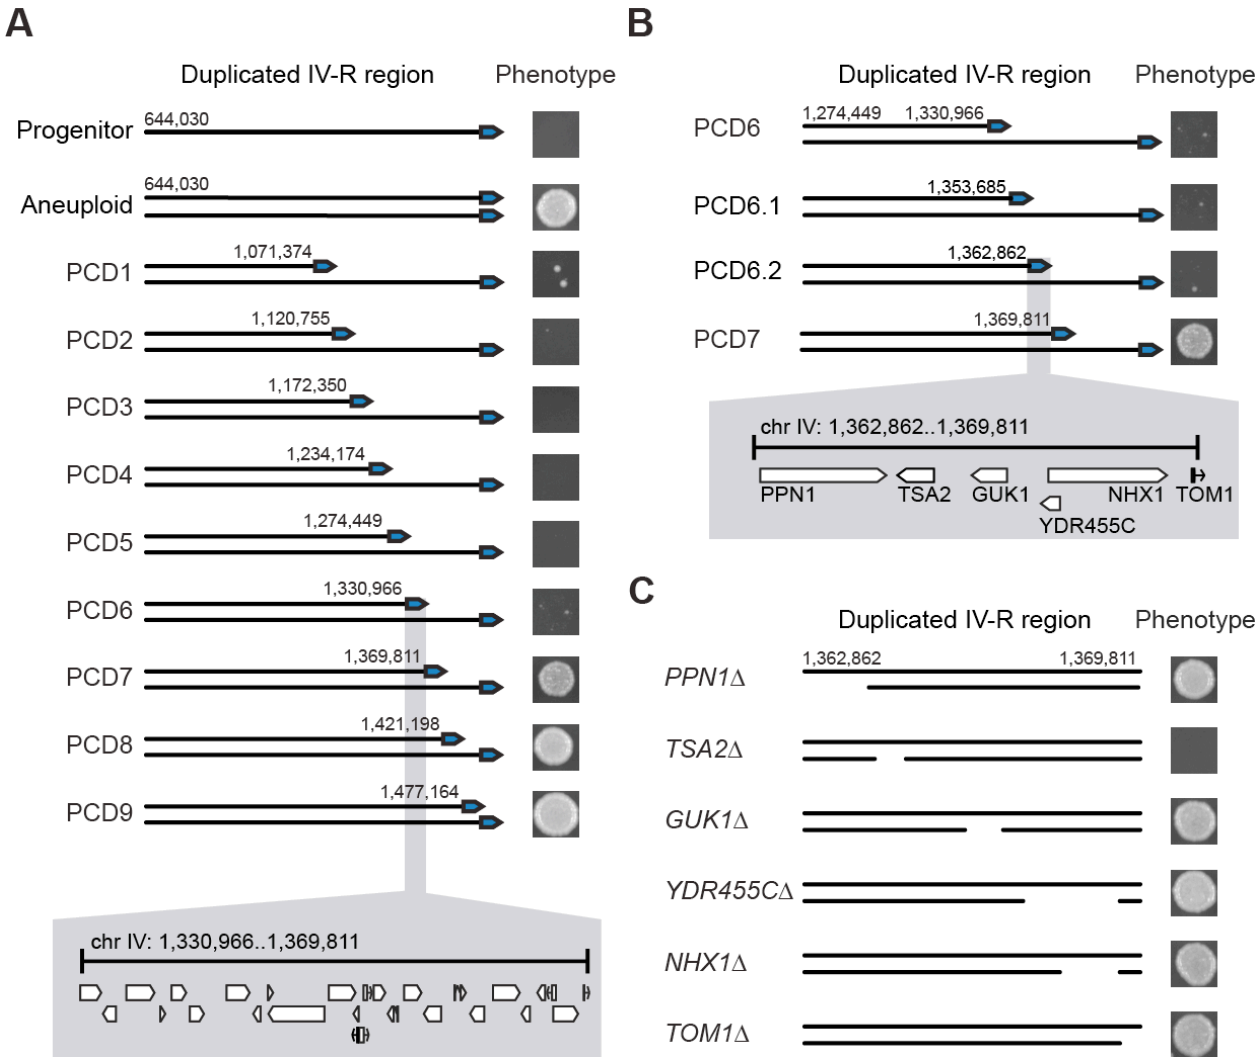 A
Duplicated IV-R region Phenotype
Progenitor 644,030
Aneuploid 644,030
PCD1 1,071,374
PCD2 1,120,755
PCD3 1,172,350
PCD4 1,234,174
PCD5 1,274,449
PCD6 1,330,966
PCD7 1,369,811
PCD8 1,421,198
PCD9 1,477,164
chr IV: 1,330,966..1,369,811
B
Duplicated IV-R region Phenotype
PCD6 1,274,449 1,330,966
PCD6.1 1,353,685
PCD6.2 1,362,862
PCD7 1,369,811
chr IV: 1,362,862..1,369,811
PPN1 TSA2 GUK1 NHX1 TOM1
YDR455C
C
Duplicated IV-R region Phenotype
1,362,862 1,369,811
PPN1Δ
TSA2Δ
GUK1Δ
YDR455CΔ
NHX1Δ
TOM1Δ